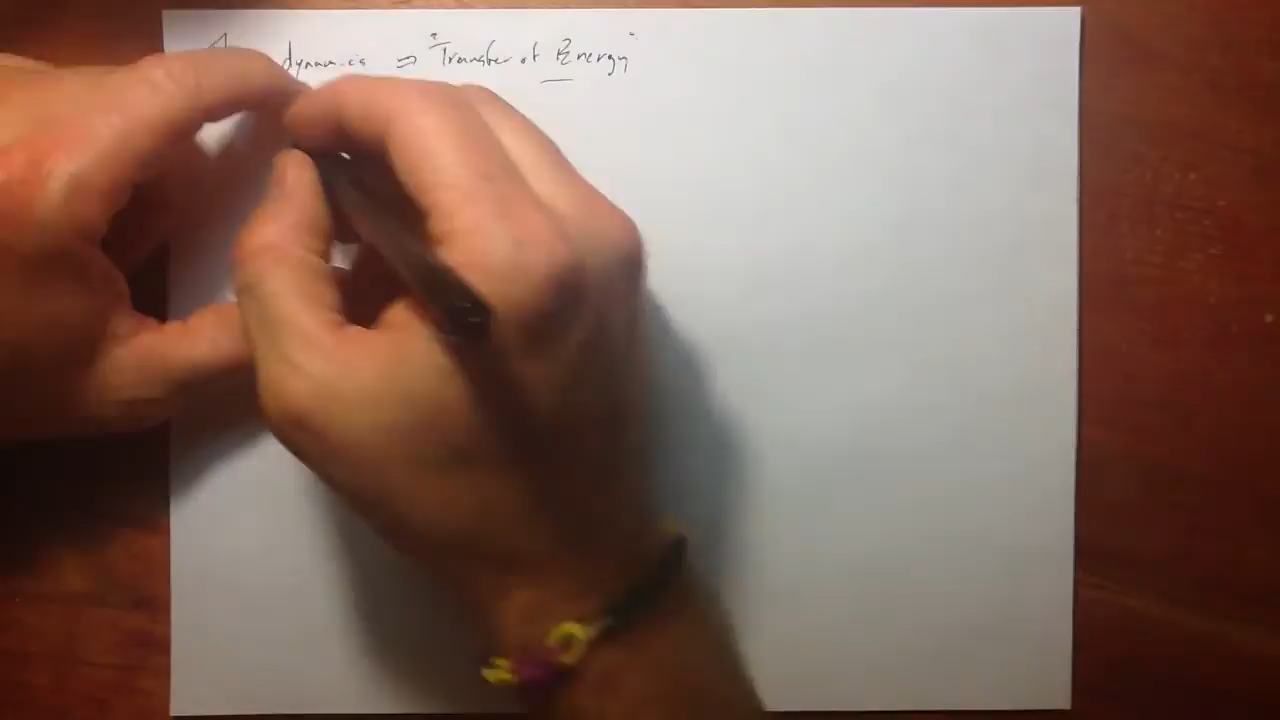 dynamics => "Transfer of Energy"